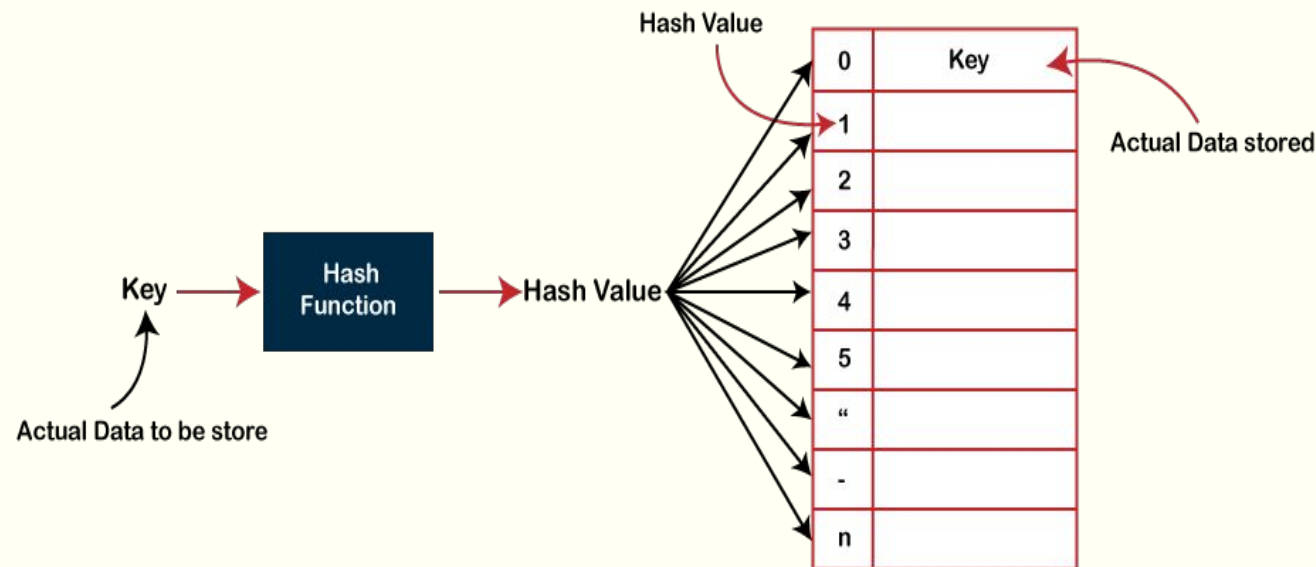 Hash Value
0
Key
1
Actual Data stored
2
3
Key
Hash
Function
Hash Value
4
5
Actual Data to be store
“
-
n